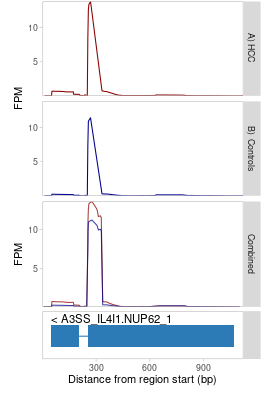 10
5
A) HCC
FPM
10
5
B) Controls
10
5
FPM
Combined
< A3SS_IL4I1.NUP62_1
300 600 900
Distance from region start (bp)